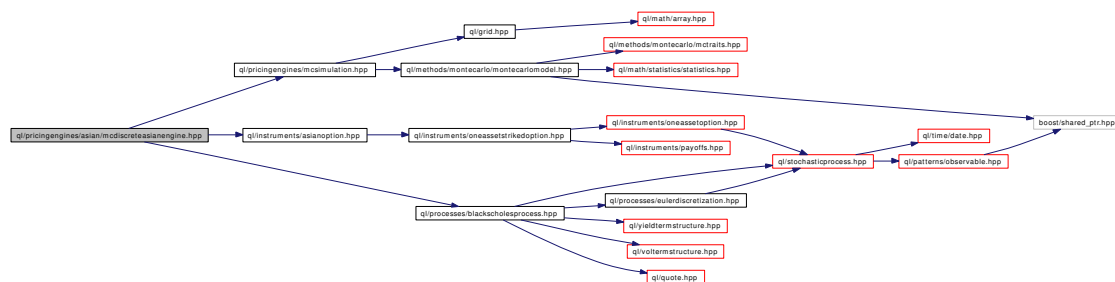 ql/math/array.hpp
ql/grid.hpp
ql/methods/montecarlo/mctraits.hpp
ql/pricingengines/mcsimulation.hpp
ql/methods/montecarlo/montecarlomodel.hpp
ql/math/statistics/statistics.hpp
ql/instruments/oneassetoption.hpp
boost/shared_ptr.hpp
ql/pricingengines/asian/mcdiscreteasianengine.hpp
ql/instruments/asianoption.hpp
ql/instruments/oneassetstrikedoption.hpp
ql/time/date.hpp
ql/instruments/payoffs.hpp
ql/stochasticprocess.hpp
ql/patterns/observable.hpp
ql/processes/eulerdiscretization.hpp
ql/processes/blackscholesprocess.hpp
ql/yieldtermstructure.hpp
ql/voltermstructure.hpp
ql/quote.hpp